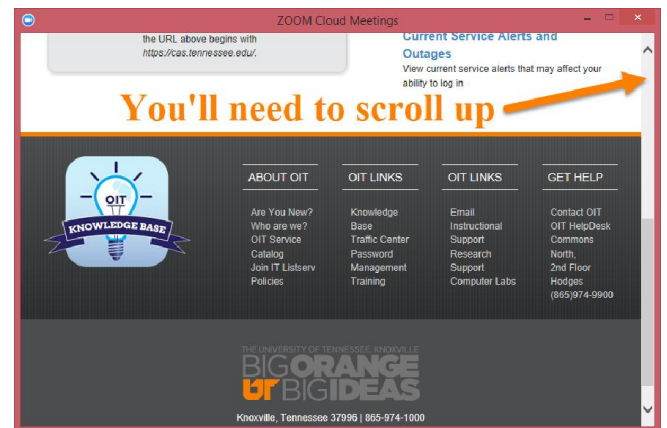 ZOOM Cloud Meetings
the URL above begins with
https://cas.tennessee.edu/.
Current Service Alerts and
Outages
View current service alerts that may affect your
ability to log in
You'll need to scroll up
OIT
KNOWLEDGE BASE
ABOUT OIT
Are You New?
Who are we?
OIT Service
Catalog
Join IT Listserv
Policies
OIT LINKS
Knowledge
Base
Traffic Center
Password
Management
Training
OIT LINKS
Email
Instructional
Support
Research
Support
Computer Labs
GET HELP
Contact OIT
OIT HelpDesk
Commons
North,
2nd Floor
Hodges
(865)974-9900
THE UNIVERSITY OF TENNESSEE, KNOXVILLE
BIG ORANGE
UT BIG IDEAS
Knoxville, Tennessee 37996 | 865-974-1000